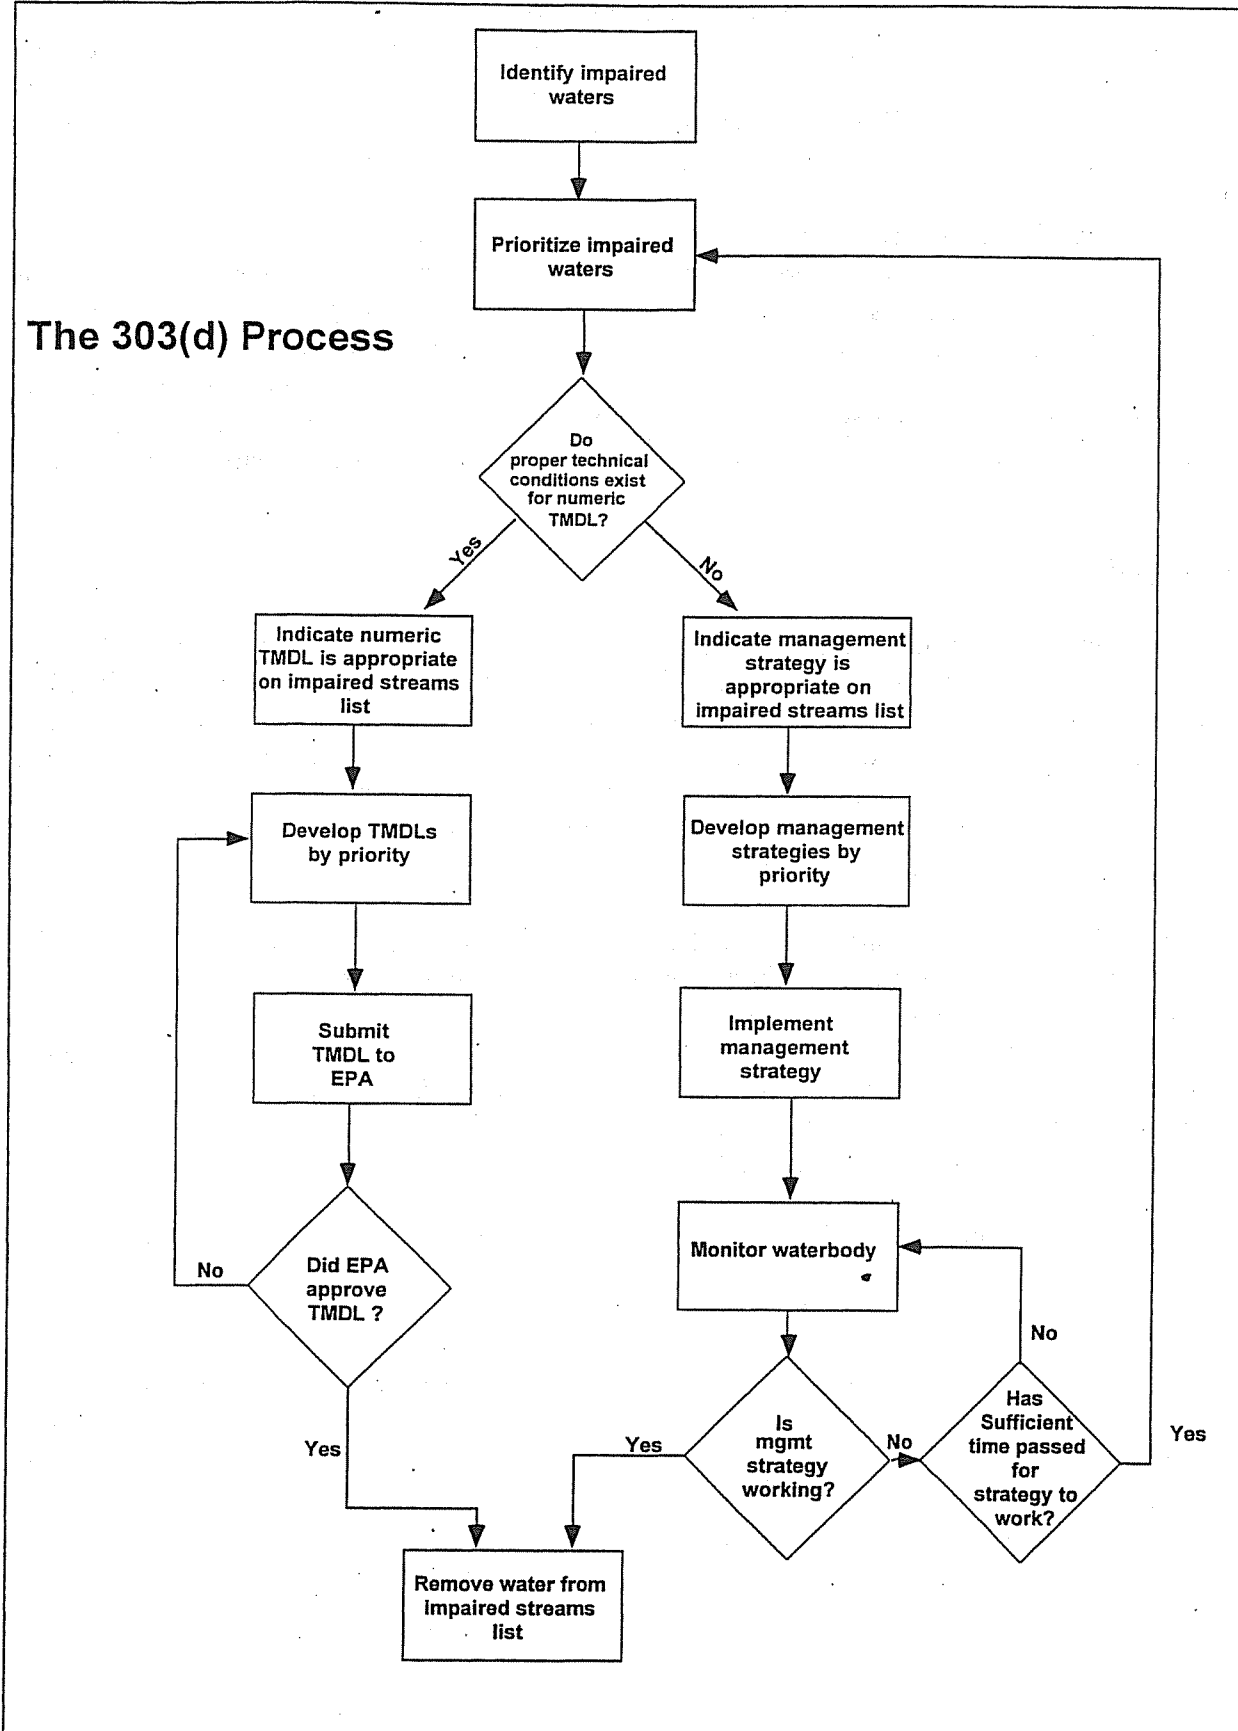 Identify impaired
waters
Prioritize impaired
waters
The 303(d) Process
Do
proper technical
conditions exist
for numeric
TMDL?
Yes
No
Indicate numeric
TMDL is appropriate
on impaired streams
list
Indicate management
strategy is
appropriate on
impaired streams list
Develop TMDLs
by priority
Develop management
strategies by
priority
Submit
TMDL to
EPA
Implement
management
strategy
Monitor waterbody
No
Did EPA
approve
TMDL ?
No
Yes
Yes
Is
mgmt
strategy
working?
No
Has
Sufficient
time passed
for
strategy to
work?
Yes
Remove water from
impaired streams
list